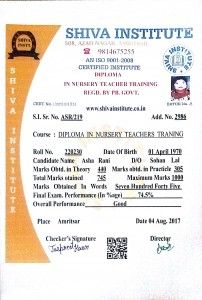 SHIVA INSTITUTE
SHIVA INSTITUTE
9814675255
AN ISO 9001-2008
CERTIFIED INSTITUTE
DIPLOMA
IN NURSERY TEACHER TRAINING
REGD. BY PB. GOVT.
www.shivainstitute.co.in
S.I. Sr. No. ASR/219 Add. No. 2986
Course : DIPLOMA IN NURSERY TEACHERS TRANING
Roll No. 220230 Date Of Birth 01 April 1970
Candidate Name Asha Rani D/O Sohan Lal
Marks Obtd. in Theory 440 Marks obtd. in Practicle 305
Total Marks obtained 745 Maximum Marks 1000
Marks Obtained In Words Seven Hundred Forty Five
Final Exam. Performance (In %age) 74.5%
Overall Performance Good
Place Amritsar Date 04 Aug. 2017
Checker's Signature Director